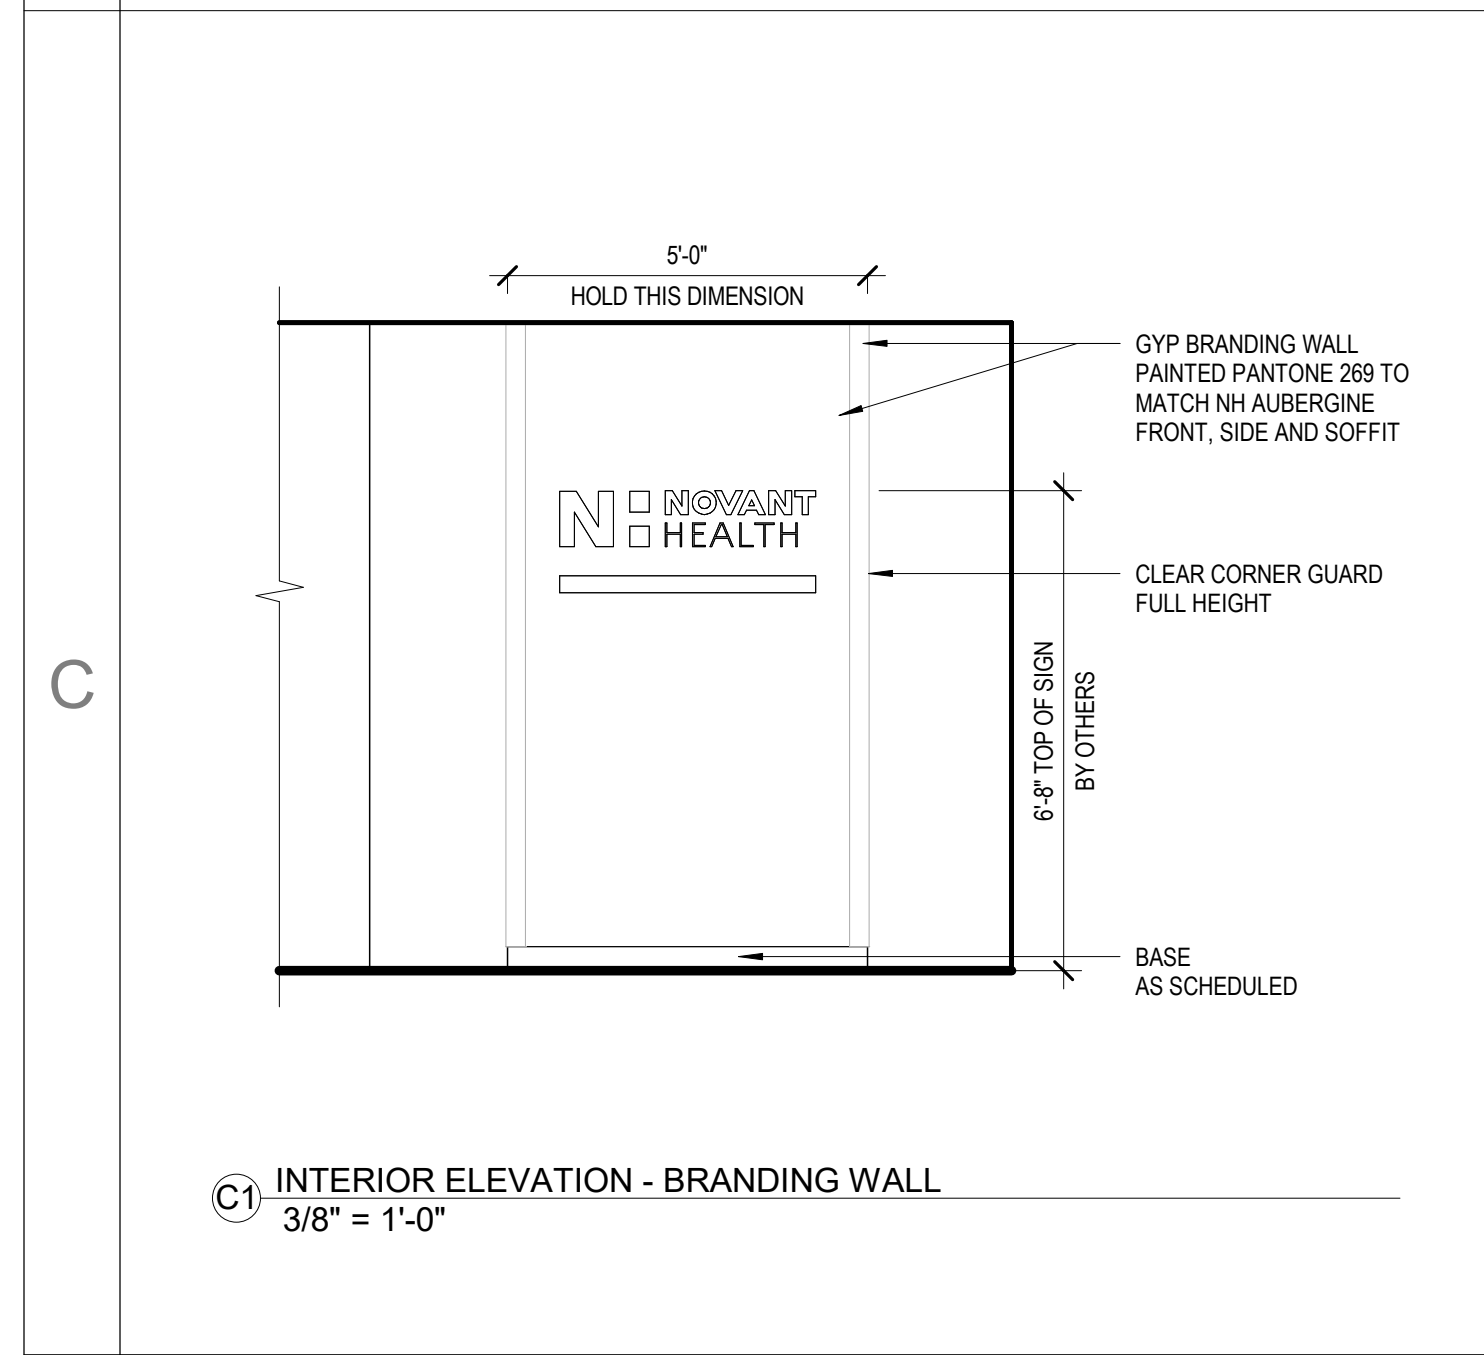 5'-0"
HOLD THIS DIMENSION
GYP BRANDING WALL
PAINTED PANTONE 269 TO
MATCH NH AUBERGINE
FRONT, SIDE AND SOFFIT
N NOVANT
HEALTH
CLEAR CORNER GUARD
FULL HEIGHT
6'-8" TOP OF SIGN
BY OTHERS
C
BASE
AS SCHEDULED
C1 INTERIOR ELEVATION - BRANDING WALL
3/8" = 1'-0"